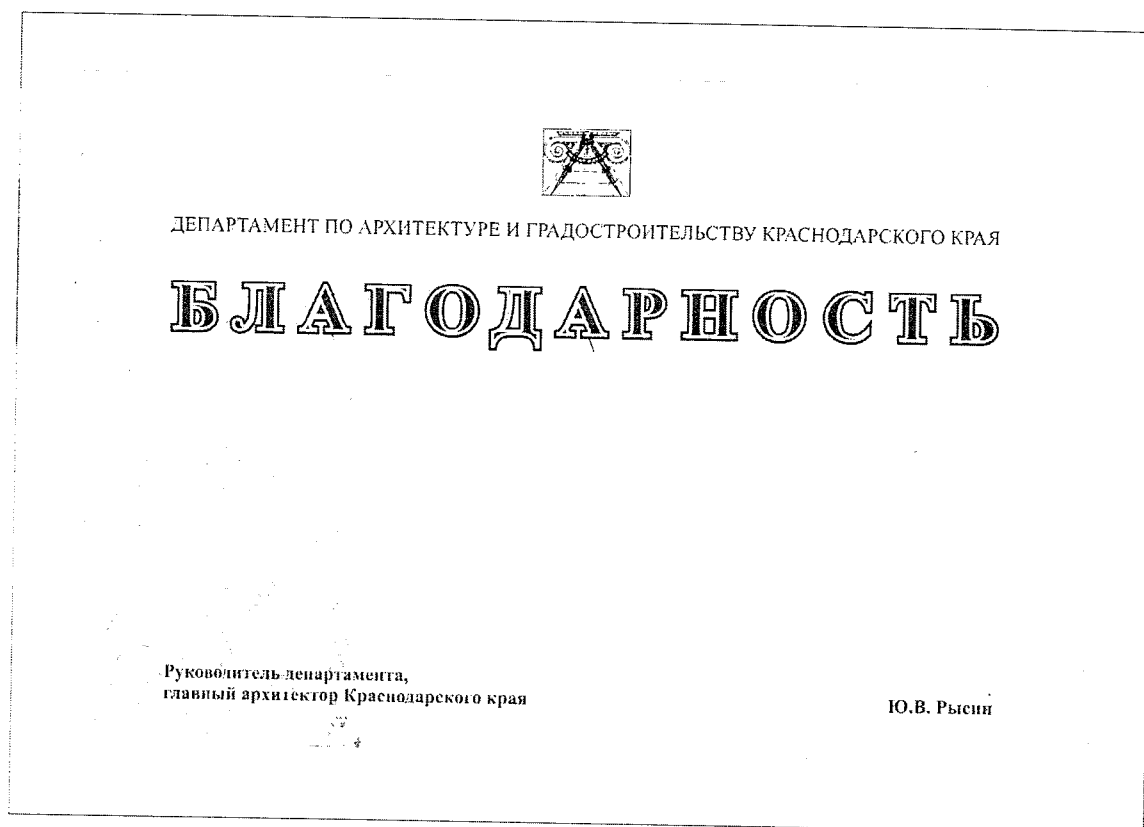 ДЕПАРТАМЕНТ ПО АРХИТЕКТУРЕ И ГРАДОСТРОИТЕЛЬСТВУ КРАСНОДАРСКОГО КРАЯ
БЛАГОДАРНОСТЬ
Руководитель департамента,
главный архитектор Краснодарского края
Ю.В. Рысин